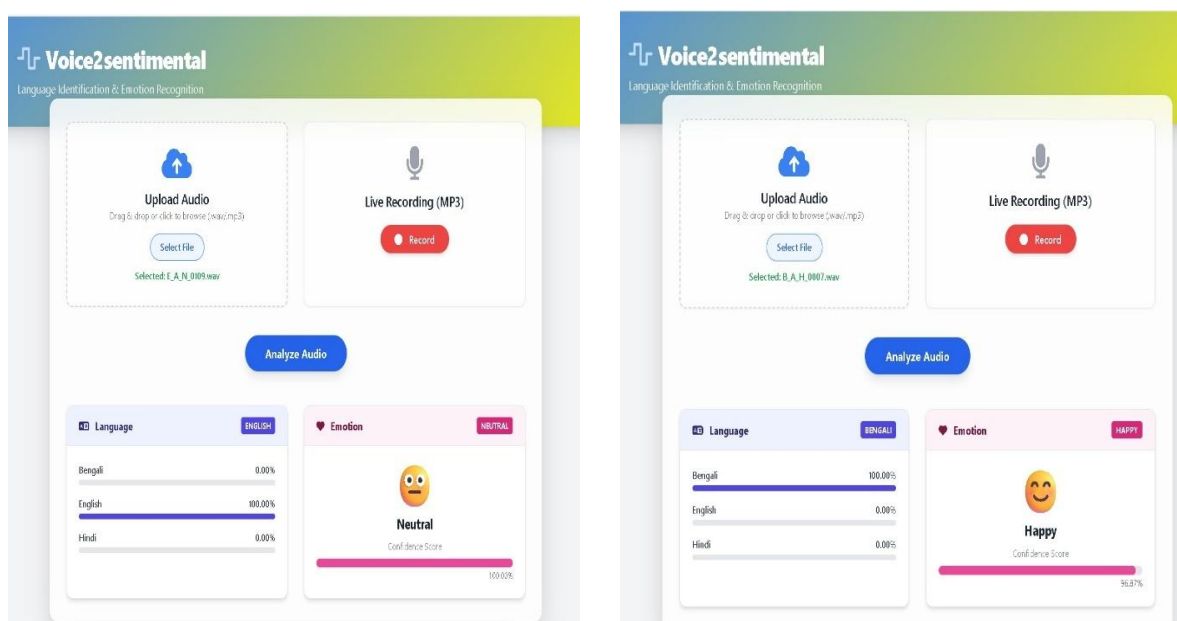 Voice2sentimental
Language Identification & Emotion Recognition
Upload Audio
Drag & drop or click to browse (.wav/.mp3)
Select File
Selected: E_A_N_0109.wav
Live Recording (MP3)
Record
Analyze Audio
Language
ENGLISH
Bengali
0.00%
English
100.00%
Hindi
0.00%
Emotion
NEUTRAL
Neutral
Confidence Score
Voice2sentimental
Language Identification & Emotion Recognition
Upload Audio
Drag & drop or click to browse (.wav/.mp3)
Select File
Selected: B_A_H_0007.wav
Live Recording (MP3)
Record
Analyze Audio
Language
BENGALI
Bengali
100.00%
English
0.00%
Hindi
0.00%
Emotion
HAPPY
Happy
Confidence Score